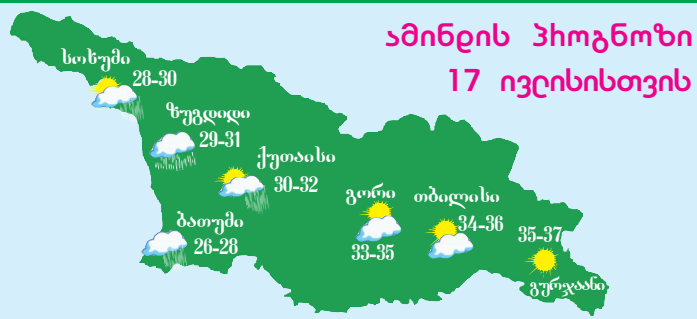 ამინდის პროგნოზი
17 ივლისისთვის
სოხუმი
28-30
ზუგდიდი
29-31
ქუთაისი
30-32
ბათუმი
26-28
გორი
33-35
თბილისი
34-36
35-37
გურჯაანი